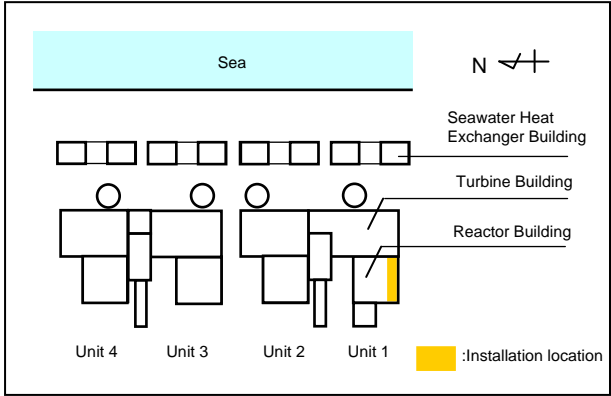 Sea
N
Seawater Heat
Exchanger Building
Turbine Building
Reactor Building
Unit 4
Unit 3
Unit 2
Unit 1
:Installation location